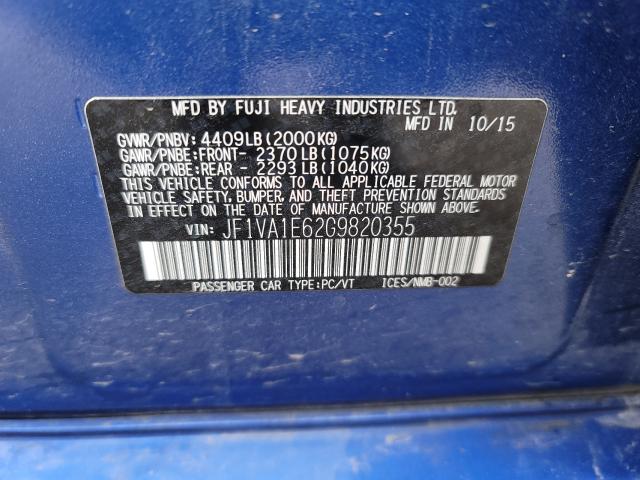 MFD BY FUJI HEAVY INDUSTRIES LTD.
MFD IN 10/15
GVWR/PNBV: 4409LB(2000KG)
GAWR/PNBE:FRONT- 2370LB(1075KG)
GAWR/PNBE:REAR - 2293LB(1040KG)
THIS VEHICLE CONFORMS TO ALL APPLICABLE FEDERAL MOTOR
VEHICLE SAFETY, BUMPER, AND THEFT PREVENTION STANDARDS
IN EFFECT ON THE DATE OF MANUFACTURE SHOWN ABOVE.
VIN: JF1VA1E62G9820355
PASSENGER CAR TYPE:PC/VT ICES/NMB-002